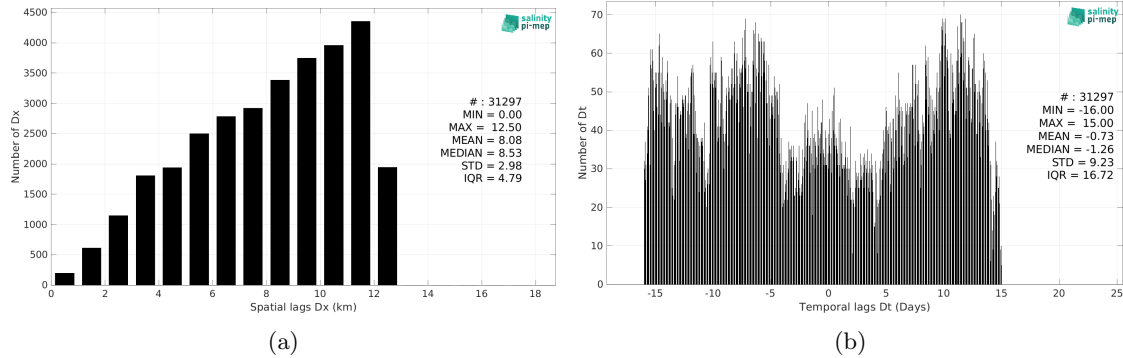 4500
4000
3500
3000
2500
2000
1500
1000
500
0
Number of Dx
0 2 4 6 8 10 12 14 16 18
Spatial lags Dx (km)
salinity
pi-mep
# : 31297
MIN = 0.00
MAX = 12.50
MEAN = 8.08
MEDIAN = 8.53
STD = 2.98
IQR = 4.79
(a)
70
60
50
40
30
20
10
0
Number of Dt
-15 -10 -5 0 5 10 15 20 25
Temporal lags Dt (Days)
salinity
pi-mep
# : 31297
MIN = -16.00
MAX = 15.00
MEAN = -0.73
MEDIAN = -1.26
STD = 9.23
IQR = 16.72
(b)